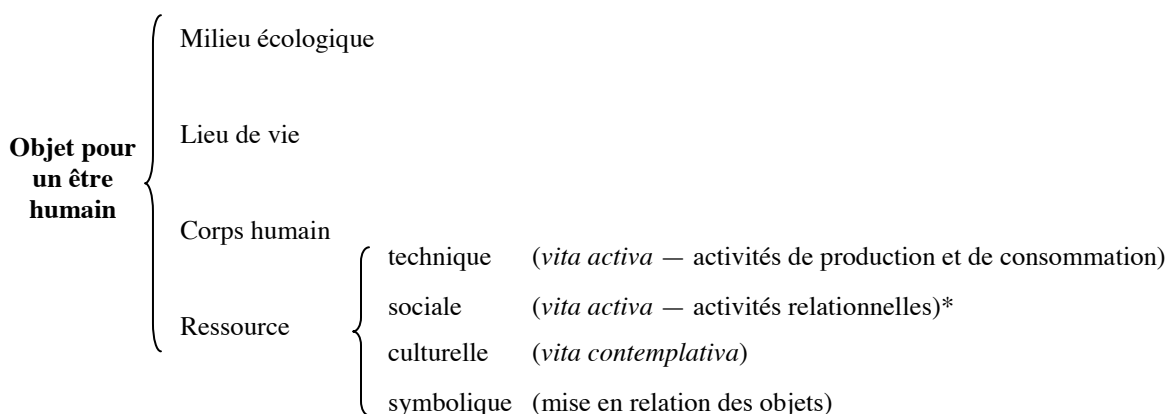 Milieu écologique
Lieu de vie
Objet pour
un être
humain
Corps humain
Ressource
technique (vita activa — activités de production et de consommation)
sociale (vita activa — activités relationnelles)*
culturelle (vita contemplativa)
symbolique (mise en relation des objets)